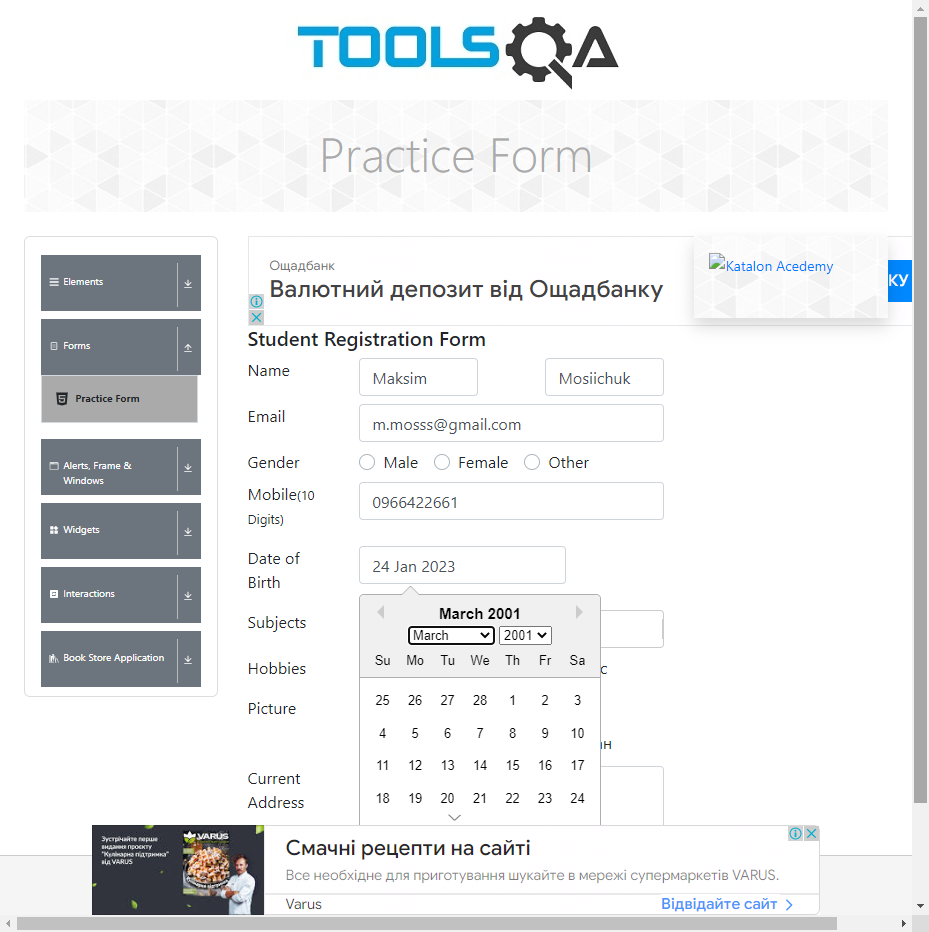 TOOLSQA
Practice Form
Elements
Forms
Practice Form
Alerts, Frame &
Windows
Widgets
Interactions
Book Store Application
Ощадбанк
Валютний депозит від Ощадбанку
Katalon Acedemy
КУ
Student Registration Form
Name
Maksim
Mosiichuk
Email
m.mosss@gmail.com
Gender
Male
Female
Other
Mobile(10
Digits)
0966422661
Date of
Birth
24 Jan 2023
March 2001
March
2001
Su Mo Tu We Th Fr Sa
25 26 27 28 1 2 3
4 5 6 7 8 9 10
11 12 13 14 15 16 17
18 19 20 21 22 23 24
Subjects
Hobbies
c
Picture
ан
Current
Address
Зустрічайте перше
видання проєкту
"Кулінарна підтримка"
від VARUS
VARUS
Смачні рецепти на сайті
Все необхідне для приготування шукайте в мережі супермаркетів VARUS.
Varus
Відвідайте сайт